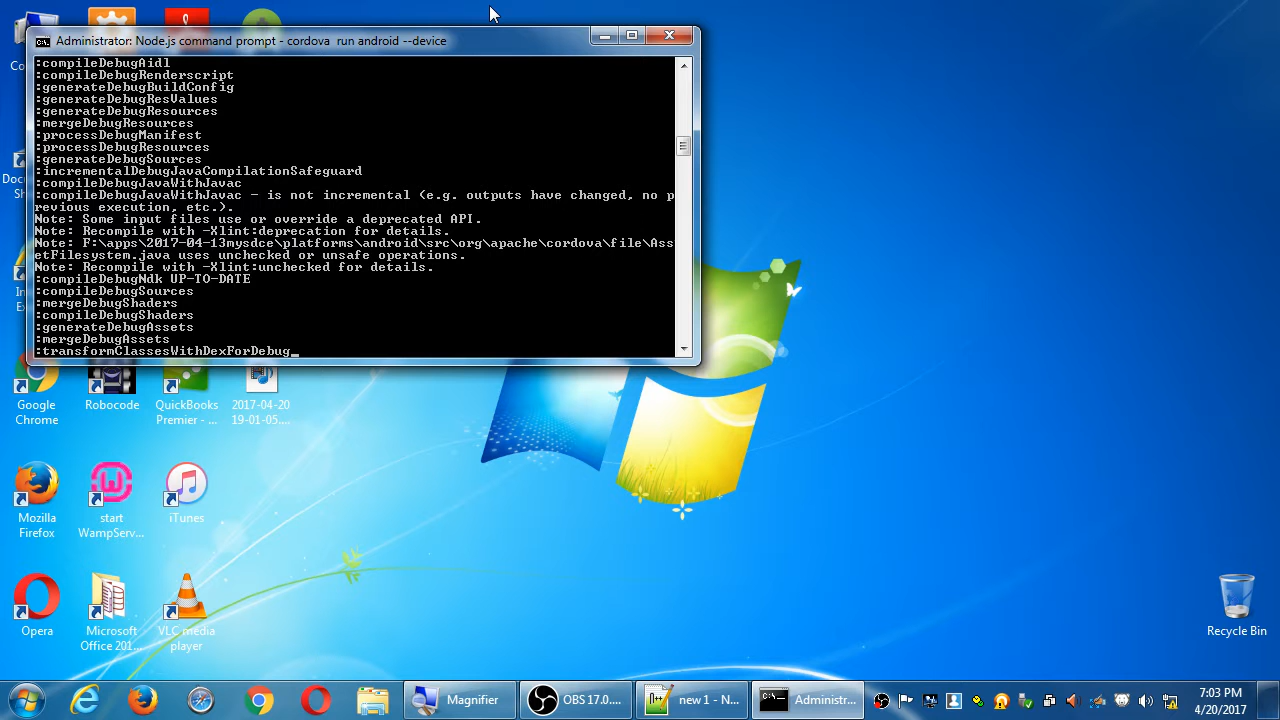 Administrator: Node.js command prompt - cordova  run android --device
:compileDebugAidl
:compileDebugRenderscript
:generateDebugBuildConfig
:generateDebugResValues
:generateDebugResources
:mergeDebugResources
:processDebugManifest
:processDebugResources
:generateDebugSources
:incrementalDebugJavaCompilationSafeguard
:compileDebugJavaWithJavac
:compileDebugJavaWithJavac - is not incremental (e.g. outputs have changed, no p
revious execution, etc.).
Note: Some input files use or override a deprecated API.
Note: Recompile with -Xlint:deprecation for details.
Note: F:\apps\2017-04-13mysdce\platforms\android\src\org\apache\cordova\file\Ass
etFilesystem.java uses unchecked or unsafe operations.
Note: Recompile with -Xlint:unchecked for details.
:compileDebugNdk UP-TO-DATE
:compileDebugSources
:mergeDebugShaders
:compileDebugShaders
:generateDebugAssets
:mergeDebugAssets
:transformClassesWithDexForDebug
Google
Chrome
Robocode
QuickBooks
Premier - ...
2017-04-20
19-01-05....
Mozilla
Firefox
start
WampServ...
iTunes
Opera
Microsoft
Office 201...
VLC media
player
Recycle Bin
Magnifier
OBS 17.0....
new 1 - N...
Administr...
7:03 PM
4/20/2017